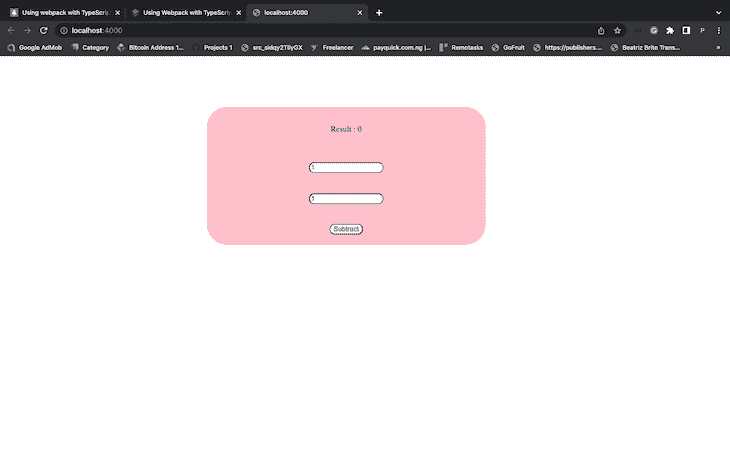 Using webpack with TypeScri
Using Webpack with TypeScri
localhost:4000
localhost:4000
Google AdMob
Category
Bitcoin Address 1...
Projects 1
src_sidqy2TllyGX
Freelancer
payquick.com.ng |...
Remotasks
GoFruit
https://publishers....
Beatriz Brito Trans...
»
Result : 0
1
1
Subtract